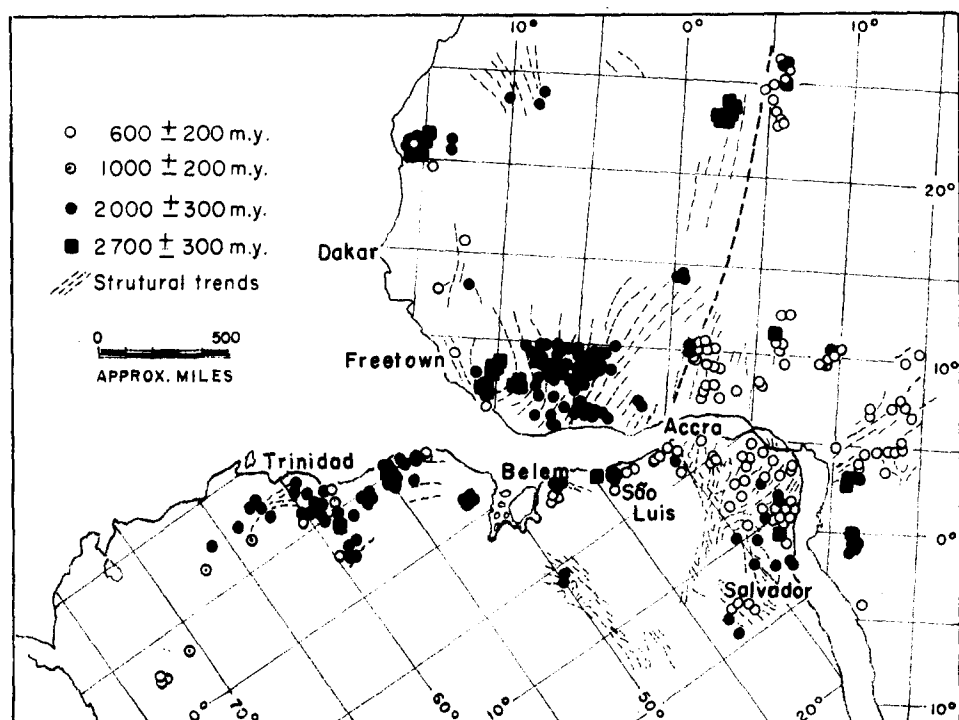 10° 0° 10°
600 ± 200 m.y.
1000 ± 200 m.y.
2000 ± 300 m.y.
2700 ± 300 m.y.
Strutural trends
0 500
APPROX. MILES
20°
Dakar
Freetown
10°
Accra
Trinidad
Belem
São
Luis
0°
Salvador
0° 70° 60° 10° 50° 20° 10°